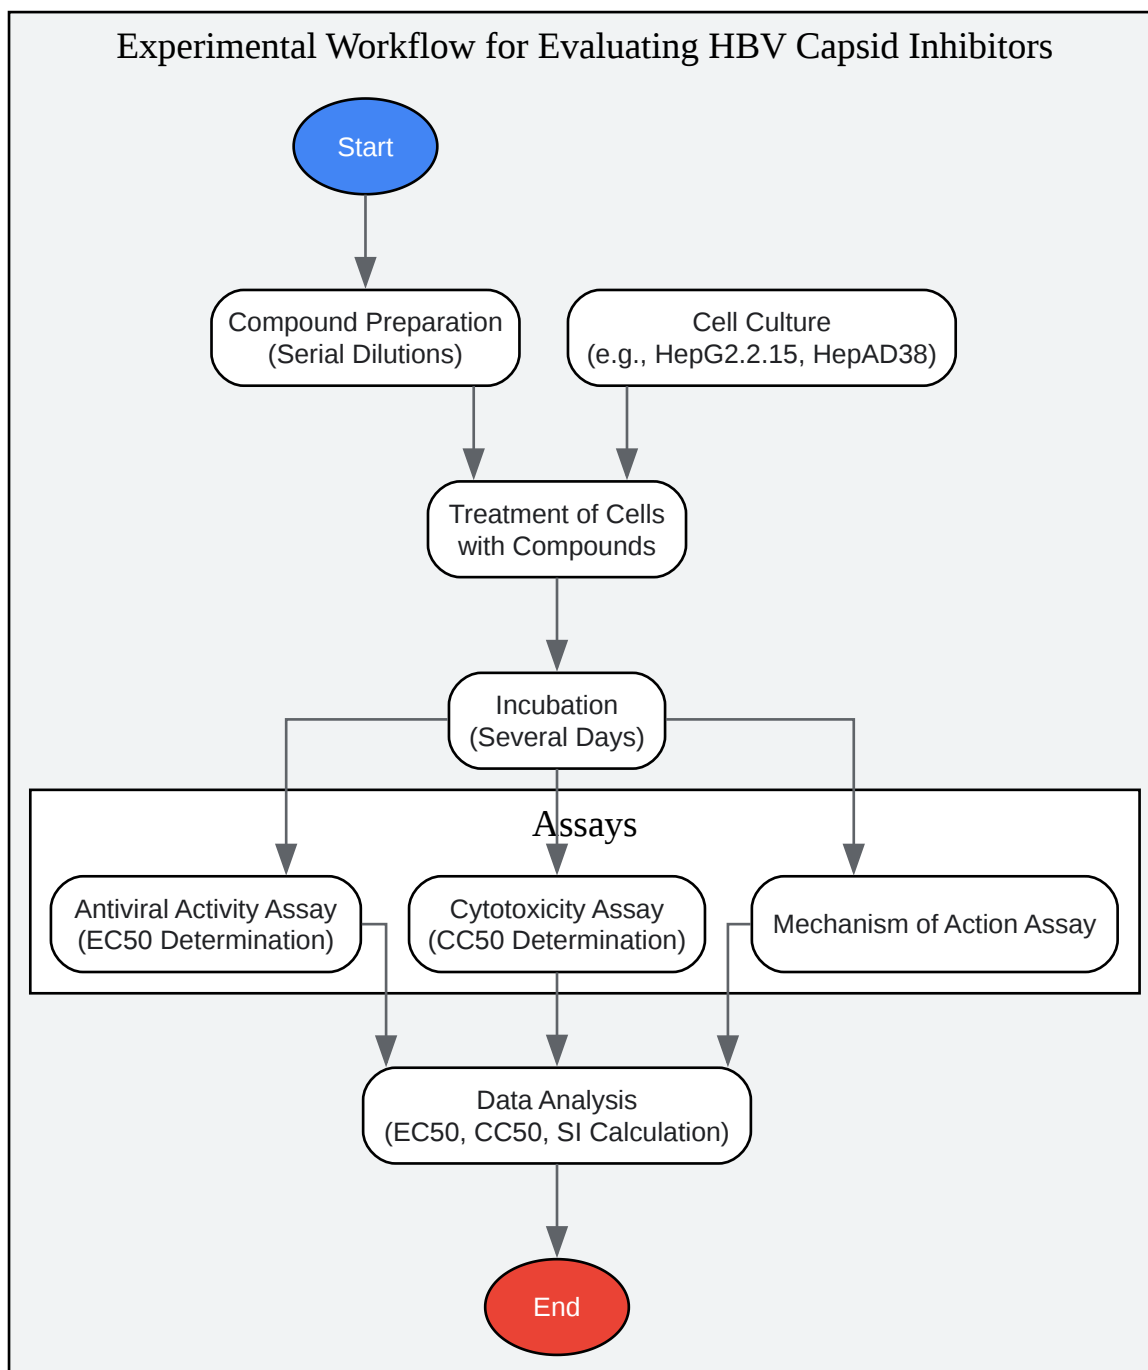 Experimental Workflow for Evaluating HBV Capsid Inhibitors
Start
Compound Preparation
(Serial Dilutions)
Cell Culture
(e.g., HepG2.2.15, HepAD38)
Treatment of Cells
with Compounds
Incubation
(Several Days)
Assays
Antiviral Activity Assay
(EC50 Determination)
Cytotoxicity Assay
(CC50 Determination)
Mechanism of Action Assay
Data Analysis
(EC50, CC50, SI Calculation)
End